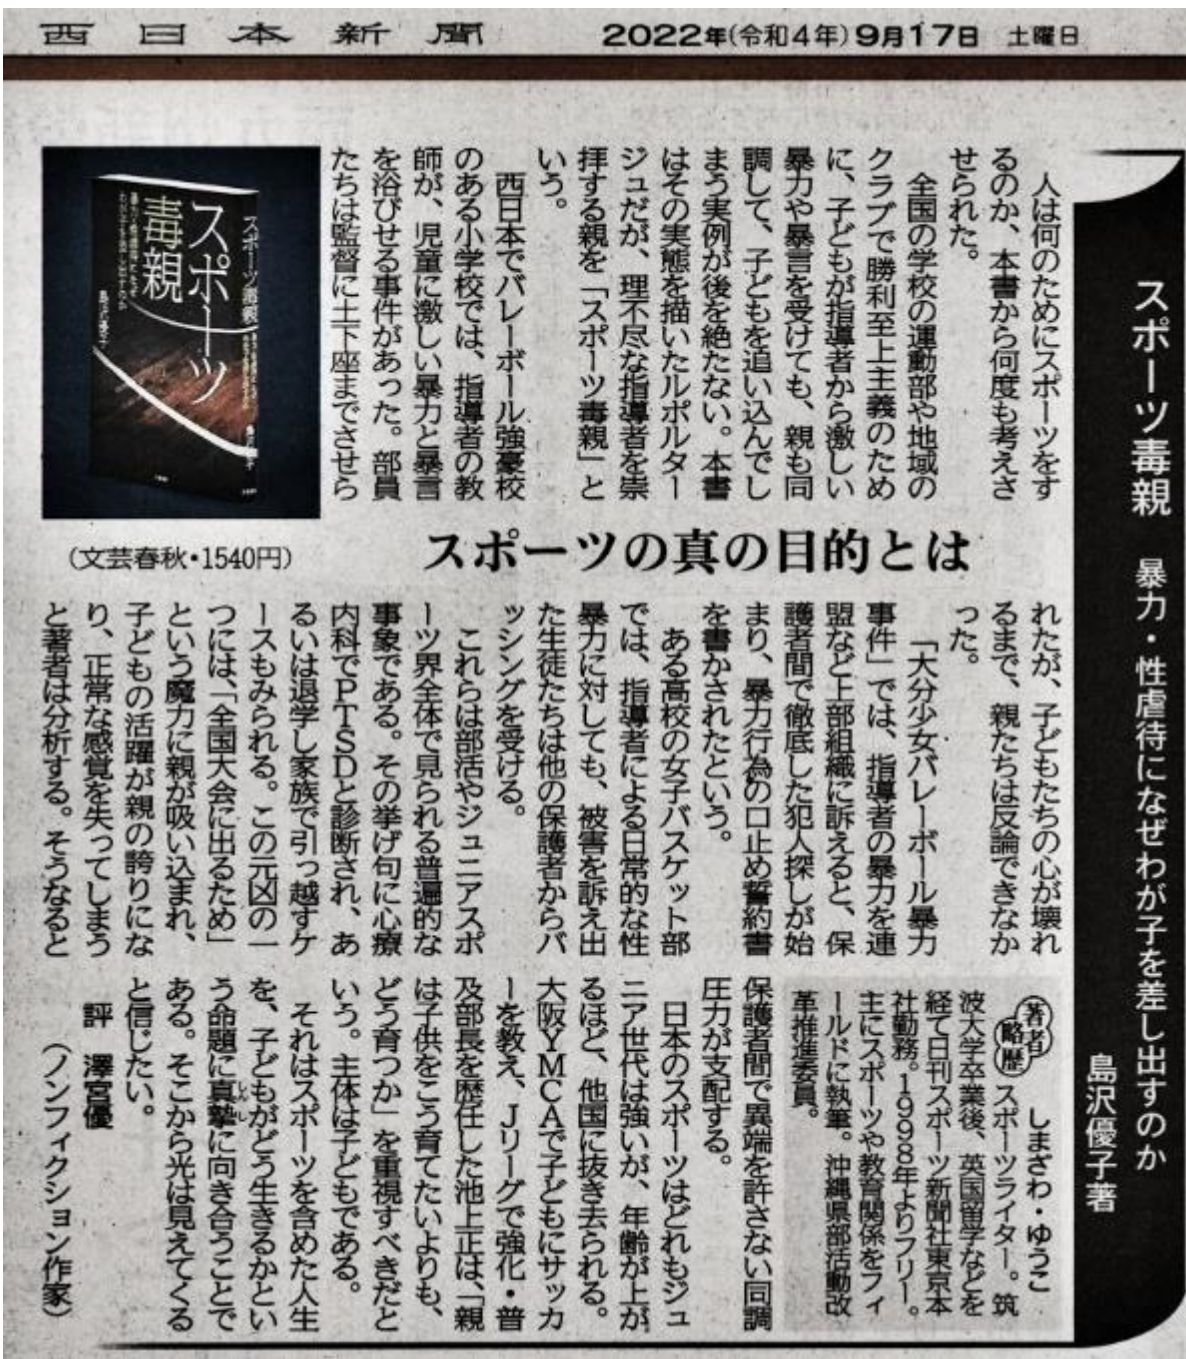 西日本新聞
2022年(令和4年)9月17日 土曜日
スポーツ毒親 暴力・性虐待になぜわが子を差し出すのか
島沢優子著
人は何のためにスポーツをす
るのか、本書から何度も考えさ
せられた。
全国の学校の運動部や地域の
クラブで勝利至上主義のため
に、子どもが指導者から激しい
暴力や暴言を受けても、親も同
調して、子どもを追い込んでし
まう実例が後を絶たない。本書
はその実態を描いたルポルター
ジュだが、理不尽な指導者を崇
拝する親を「スポーツ毒親」と
いう。
西日本でバレーボール強豪校
のある小学校では、指導者の教
師が、児童に激しい暴力と暴言
を浴びせる事件があった。部員
たちは監督に土下座までさせら
スポーツ
毒親
島沢優子
(文芸春秋・1540円)
スポーツの真の目的とは
れたが、子どもたちの心が壊れ
るまで、親たちは反論できなか
った。
「大分少女バレーボール暴力
事件」では、指導者の暴力を連
盟など上部組織に訴えると、保
護者間で徹底した犯人探しが始
まり、暴力行為の口止め誓約書
を書かされたという。
ある高校の女子バスケット部
では、指導者による日常的な性
暴力に対しても、被害を訴え出
た生徒たちは他の保護者からバ
ッシングを受ける。
これらは部活やジュニアスポ
ーツ界全体で見られる普遍的な
事象である。その挙げ句に心療
内科でPTSDと診断され、あ
るいは退学し家族で引っ越すケ
ースもみられる。この元凶の一
つには、「全国大会に出るため」
という魔力に親が吸い込まれ、
子どもの活躍が親の誇りにな
り、正常な感覚を失ってしまう
と著者は分析する。そうなると
著者略歴
しまざわ・ゆうこ
スポーツライター。筑
波大学卒業後、英国留学などを
経て日刊スポーツ新聞社東京本
社勤務。1998年よりフリー。
主にスポーツや教育関係をフィ
ールドに執筆。沖縄県部活動改
革推進委員。
保護者間で異端を許さない同調
圧力が支配する。
日本のスポーツはどれもジュ
ニア世代は強いが、年齢が上が
るほど、他国に抜き去られる。
大阪YMCAで子どもにサッカ
ーを教え、Jリーグで強化・普
及部長を歴任した池上正は、「親
は子供をこう育てたいよりも、
どう育つか」を重視すべきだと
いう。主体は子どもである。
それはスポーツを含めた人生
を、子どもがどう生きるかとい
う命題に真摯しんしに向き合うことで
ある。そこから光は見えてくる
と信じたい。
評 澤宮優
(ノンフィクション作家)